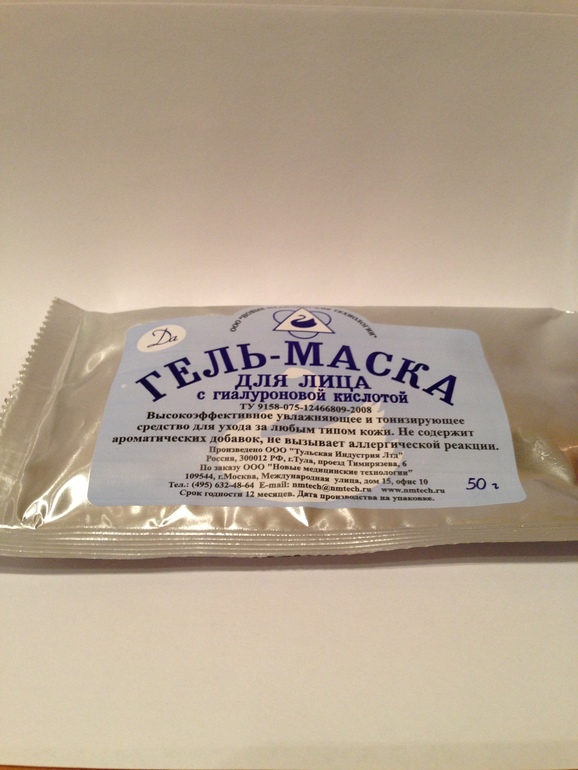 ООО "НОВЫЕ ТЕХНОЛОГИИ"
Да
ГЕЛЬ-МАСКА
ДЛЯ ЛИЦА
с гиалуроновой кислотой
ТУ 9158-075-12466809-2008
Высокоэффективное увлажняющее и тонизирующее
средство для ухода за любым типом кожи. Не содержит
ароматических добавок, не вызывает аллергической реакции.
Произведено ООО "Тульская Индустрия Лтд"
Россия, 300012 РФ, г.Тула, проезд Тимирязева, 6
По заказу ООО "Новые медицинские технологии"
109544, г.Москва, Международная улица, дом 15, офис 10
Тел.: (495) 632-48-64 E-mail: nmtech@nmtech.ru www.nmtech.ru
Срок годности 12 месяцев. Дата производства на упаковке.
50 г